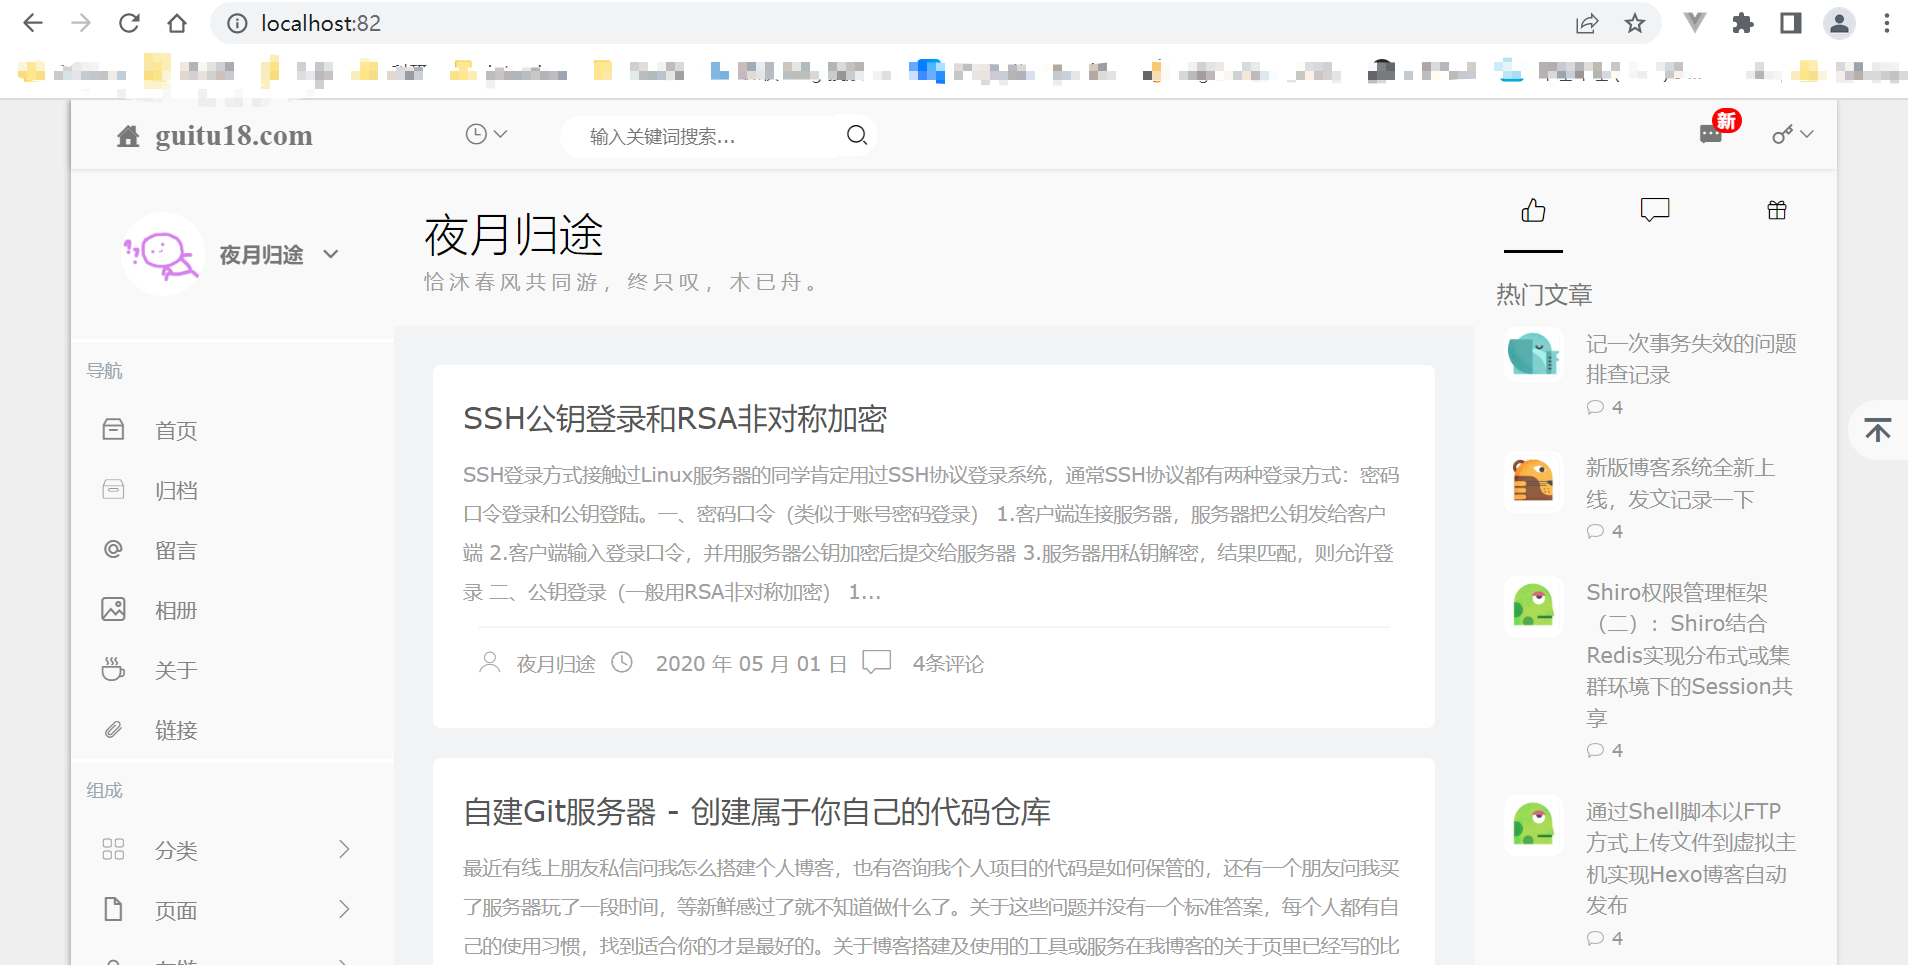 localhost:82
guitu18.com
输入关键词搜索...
新
夜月归途
夜月归途
恰沐春风共同游，终只叹，木已舟。
导航
首页
归档
留言
相册
关于
链接
组成
分类
页面
SSH公钥登录和RSA非对称加密
SSH登录方式接触过Linux服务器的同学肯定用过SSH协议登录系统，通常SSH协议都有两种登录方式：密码
口令登录和公钥登陆。一、密码口令（类似于账号密码登录） 1.客户端连接服务器，服务器把公钥发给客户
端 2.客户端输入登录口令，并用服务器公钥加密后提交给服务器 3.服务器用私钥解密，结果匹配，则允许登
录 二、公钥登录（一般用RSA非对称加密） 1...
夜月归途 2020 年 05 月 01 日 4条评论
自建Git服务器 - 创建属于你自己的代码仓库
最近有线上朋友私信问我怎么搭建个人博客，也有咨询我个人项目的代码是如何保管的，还有一个朋友问我买
了服务器玩了一段时间，等新鲜感过了就不知道做什么了。关于这些问题并没有一个标准答案，每个人都有自
己的使用习惯，找到适合你的才是最好的。关于博客搭建及使用的工具或服务在我博客的关于页里已经写的比
热门文章
记一次事务失效的问题
排查记录
4
新版博客系统全新上
线，发文记录一下
4
Shiro权限管理框架
（二）：Shiro结合
Redis实现分布式或集
群环境下的Session共
享
4
通过Shell脚本以FTP
方式上传文件到虚拟主
机实现Hexo博客自动
发布
4